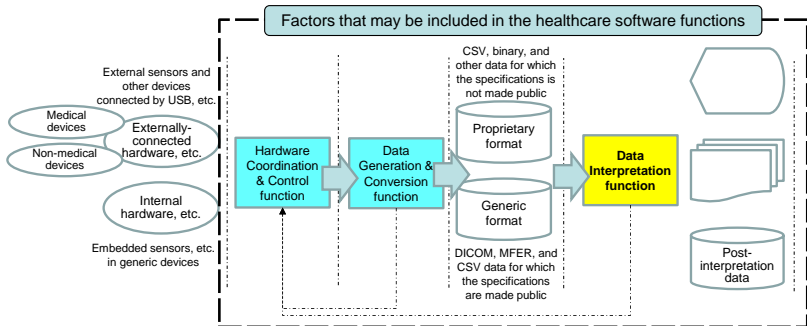 Factors that may be included in the healthcare software functions
External sensors and
other devices
connected by USB, etc.
Medical
devices
Non-medical
devices
Externally-
connected
hardware, etc.
Internal
hardware, etc.
Embedded sensors, etc.
in generic devices
Hardware
Coordination
& Control
function
Data
Generation &
Conversion
function
CSV, binary, and
other data for which
the specifications is
not made public
Proprietary
format
Generic
format
DICOM, MFER, and
CSV data for which
the specifications
are made public
Data
Interpretation
function
Post-
interpretation
data